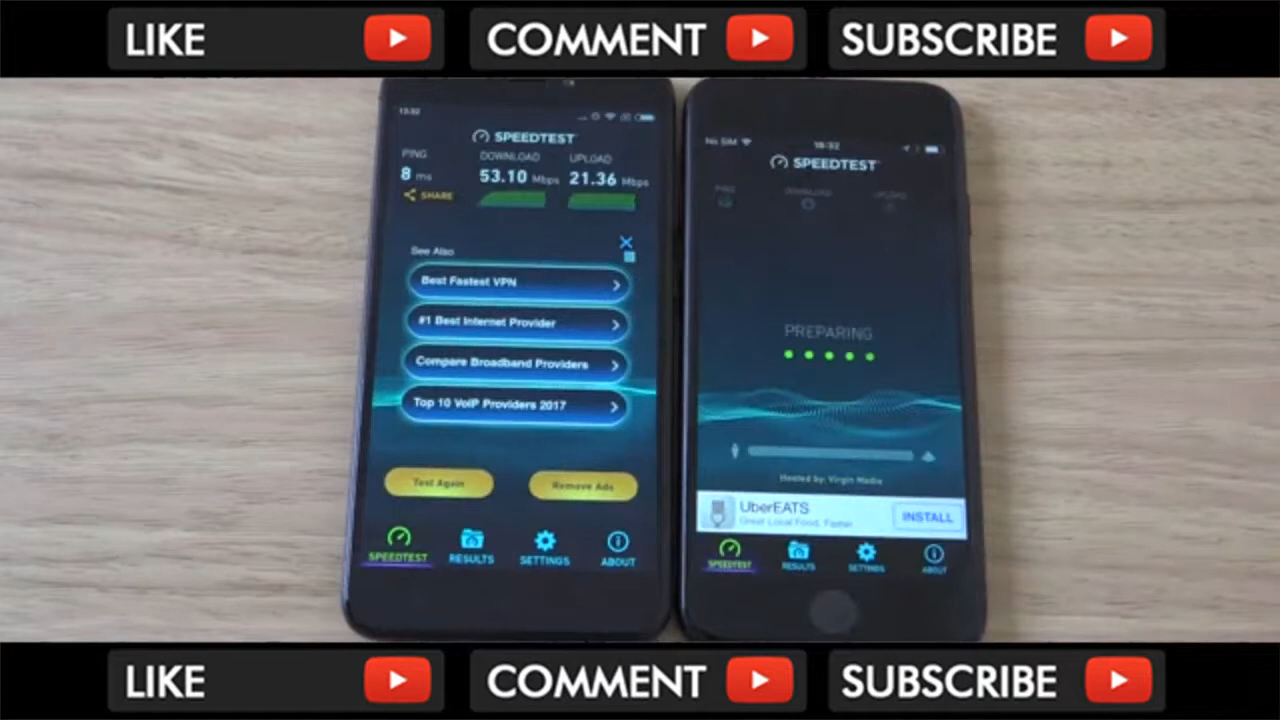 LIKE COMMENT SUBSCRIBE
SPEEDTEST
PING DOWNLOAD UPLOAD
8 ms 53.10 Mbps 21.36 Mbps
SHARE
See Also
Best Fastest VPN
#1 Best Internet Provider
Compare Broadband Providers
Top 10 VoIP Providers 2017
Test Again Remove Ads
SPEEDTEST RESULTS SETTINGS ABOUT
No SIM
SPEEDTEST
PING DOWNLOAD UPLOAD
PREPARING
Hosted by: Virgin Media
UberEATS
Great Local Food, Faster
INSTALL
SPEEDTEST RESULTS SETTINGS ABOUT
LIKE COMMENT SUBSCRIBE